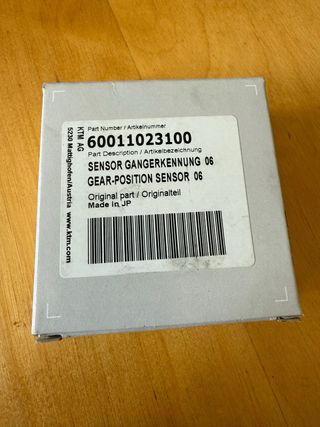 Part Number / Artikelnummer
60011023100
Part Description / Artikelbezeichnung
SENSOR GANGERKENNUNG 06
GEAR-POSITION SENSOR 06
Original part / Originalteil
Made in JP
KTM AG
5230 Mattighofen/Austria www.ktm.com